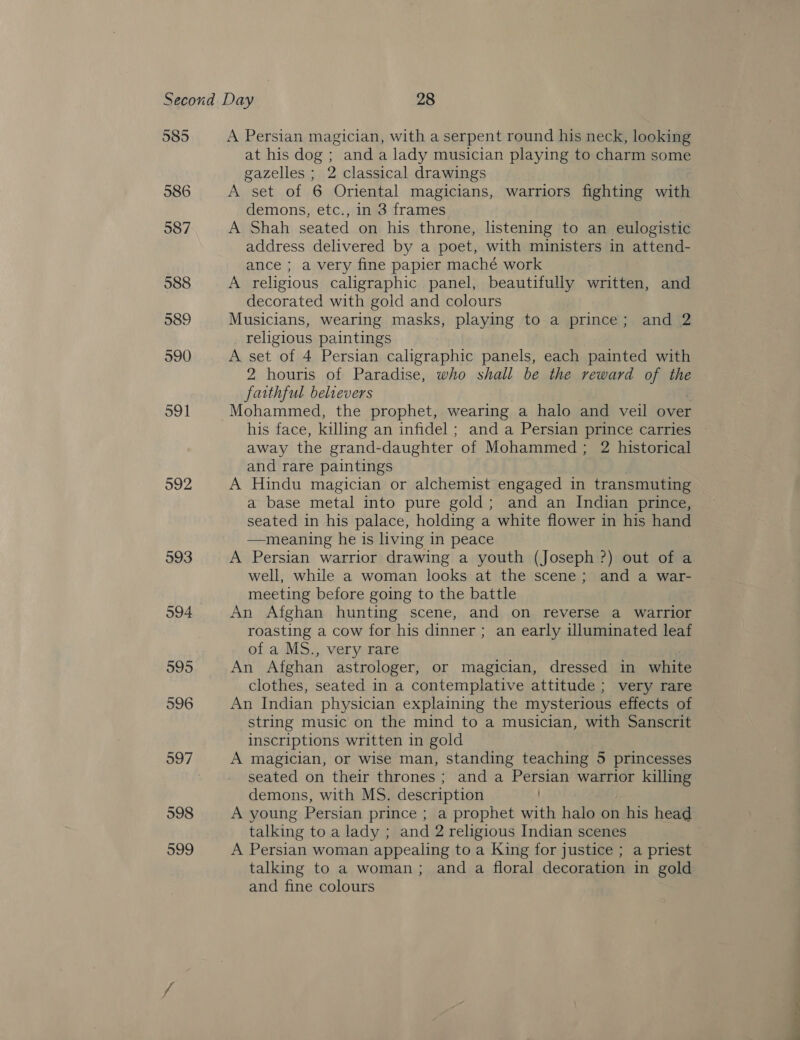 Second Day 28
585 A Persian magician, with a serpent round his neck, looking
at his dog ; and a lady musician playing to charm some
gazelles ; 2 classical drawings
586 A set of 6 Oriental magicians, warriors fighting with
demons, etc., in 3 frames
587 A Shah seated on his throne, listening to an eulogistic
address delivered by a poet, with ministers in attend-
ance ; a very fine papier maché work
588 A religious caligraphic panel, beautifully written, and
decorated with gold and colours
589 Musicians, wearing masks, playing to a prince ; and 2
religious paintings
590 A set of 4 Persian caligraphic panels, each painted with
2 houris of Paradise, who shall be the reward of the
faithful believers
591 Mohammed, the prophet, wearing a halo and veil over
his face, killing an infidel ; and a Persian prince carries
away the grand-daughter of Mohammed ; 2 historical
and rare paintings
592 A Hindu magician or alchemist engaged in transmuting
a base metal into pure gold ; and an Indian prince,
seated in his palace, holding a white flower in his hand
—meaning he is living in peace
593 A Persian warrior drawing a youth (Joseph ?) out of a
well, while a woman looks at the scene ; and a war-
meeting before going to the battle
594 An Afghan hunting scene, and on reverse a warrior
roasting a cow for his dinner ; an early illuminated leaf
of a MS., very rare
595 An Afghan astrologer, or magician, dressed in white
clothes, seated in a contemplative attitude ; very rare
596 An Indian physician explaining the mysterious effects of
string music on the mind to a musician, with Sanscrit
inscriptions written in gold
597 A magician, or wise man, standing teaching 5 princesses
seated on their thrones ; and a Persian warrior killing
demons, with MS. description
598 A young Persian prince ; a prophet with halo on his head
talking to a lady ; and 2 religious Indian scenes
599 A Persian woman appealing to a King for justice ; a priest
talking to a woman ; and a floral decoration in gold
and fine colours